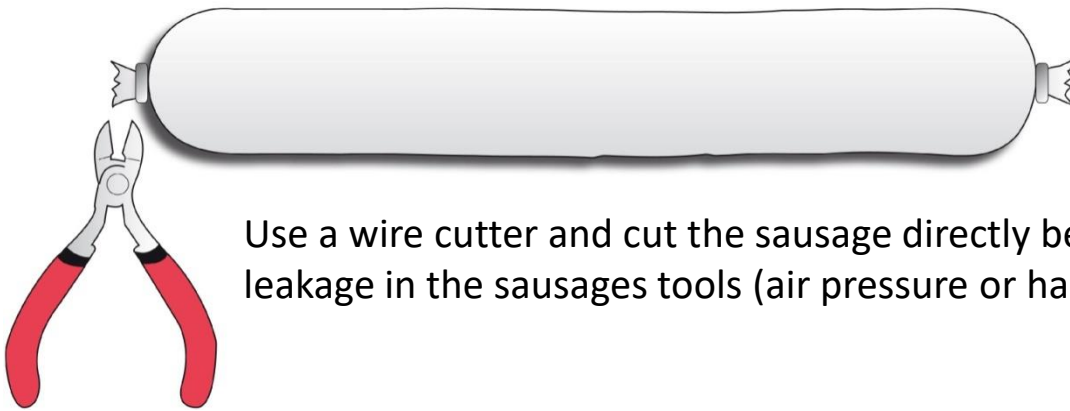 Use a wire cutter and cut the sausage directly be
leakage in the sausages tools (air pressure or ha